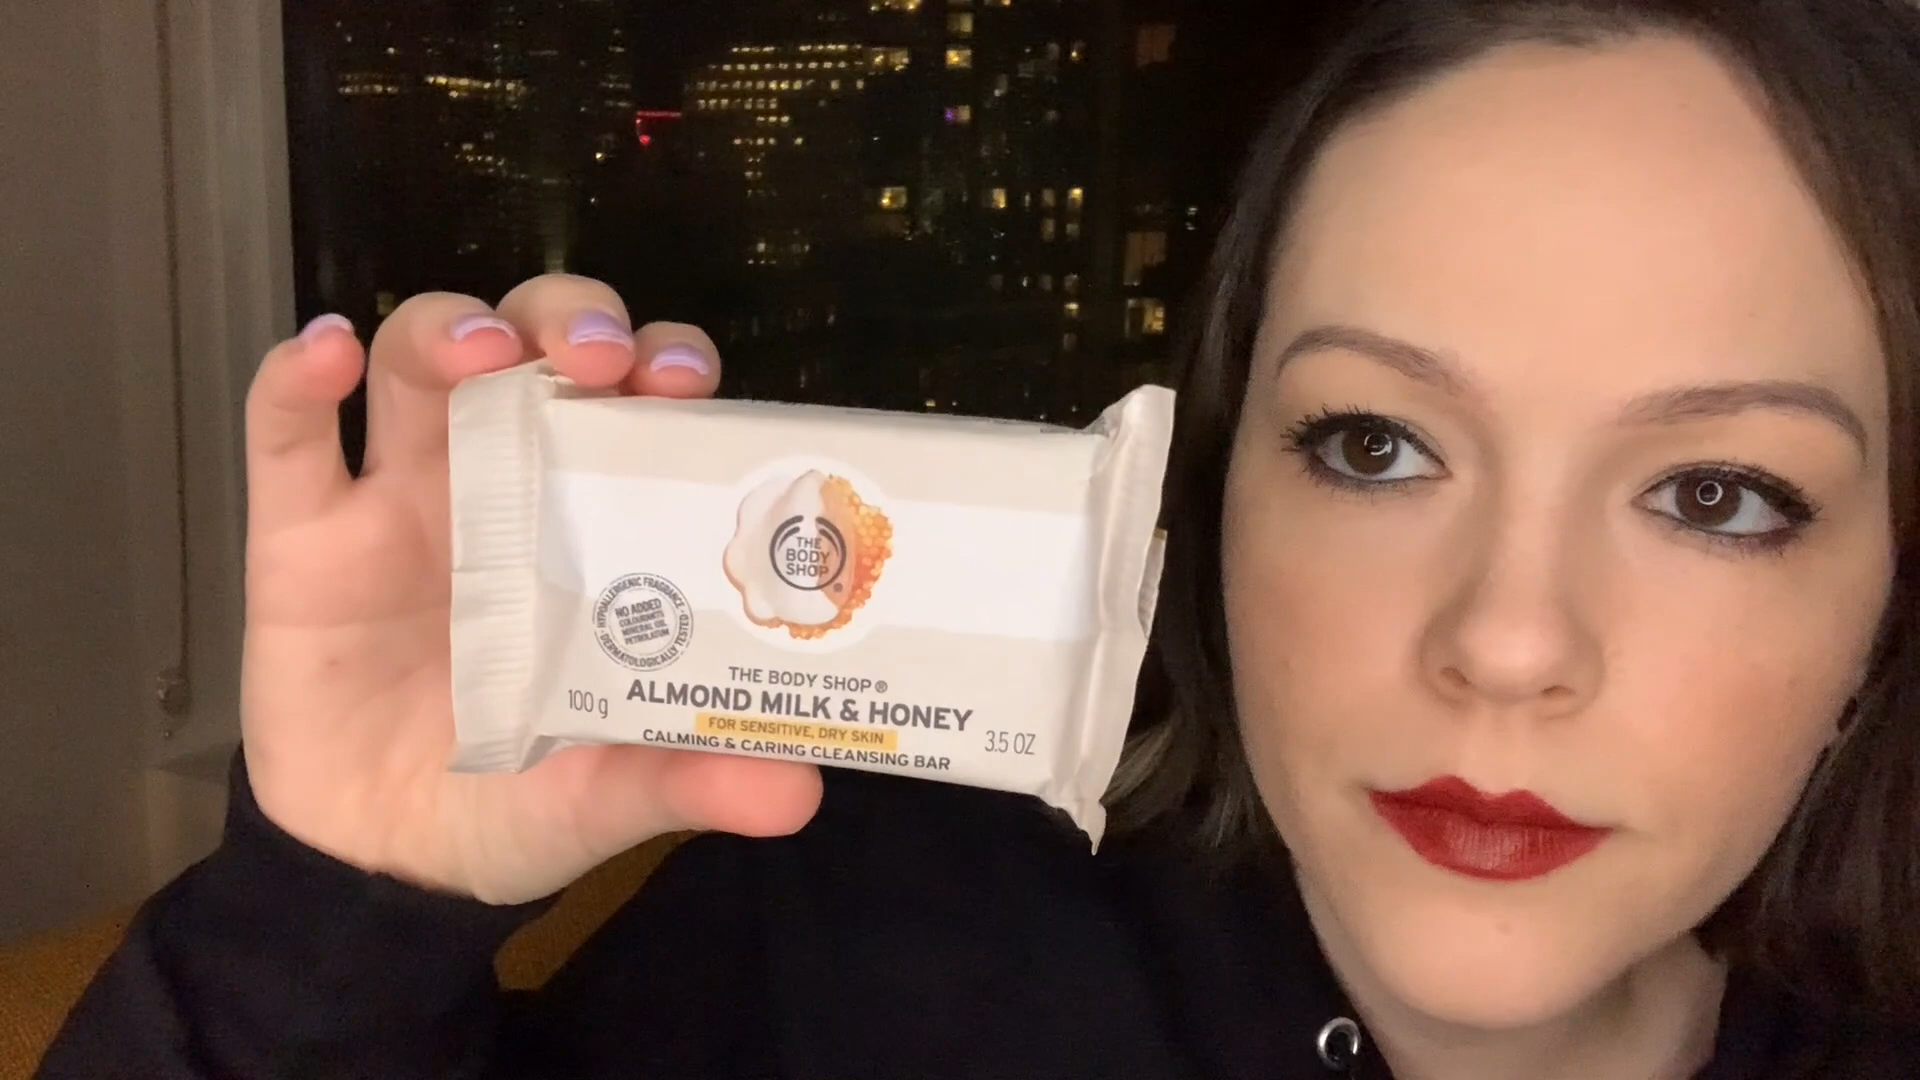 THE
BODY
SHOP®
HYPOALLERGENIC FRAGRANCE
NO ADDED
COLOURANTS
MINERAL OIL
PETROLATUM
DERMATOLOGICALLY TESTED
THE BODY SHOP®
100 g
ALMOND MILK & HONEY
3.5 OZ
FOR SENSITIVE, DRY SKIN
CALMING & CARING CLEANSING BAR